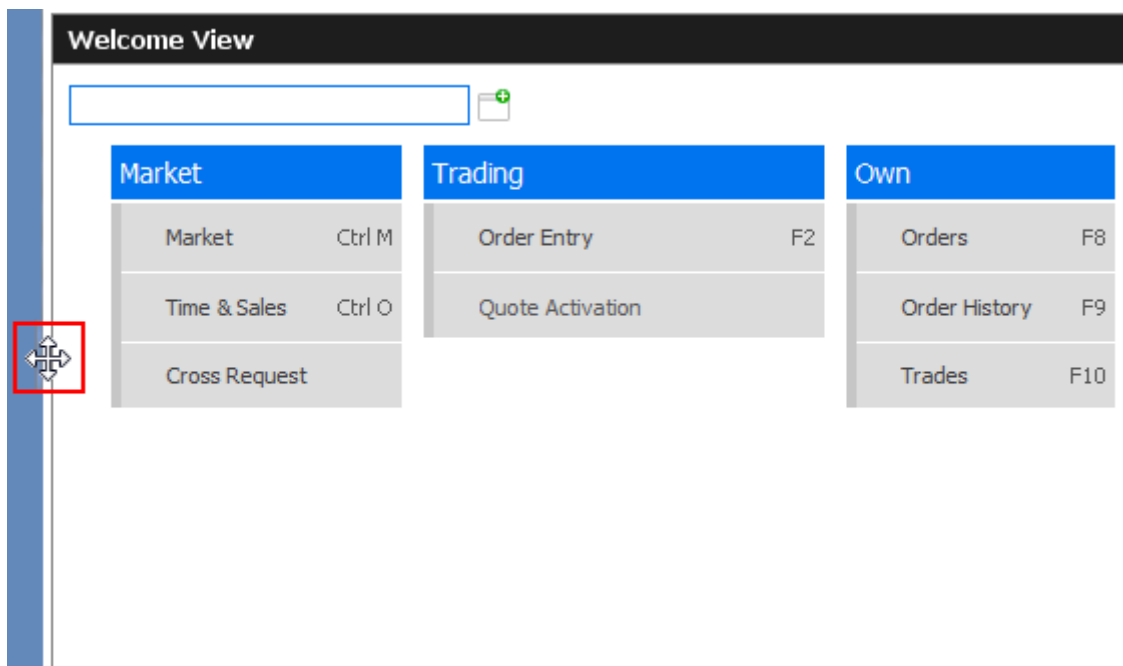 Welcome View
Market Trading Own
Market Ctrl M Order Entry F2 Orders F8
Time & Sales Ctrl O Quote Activation Order History F9
Cross Request Trades F10